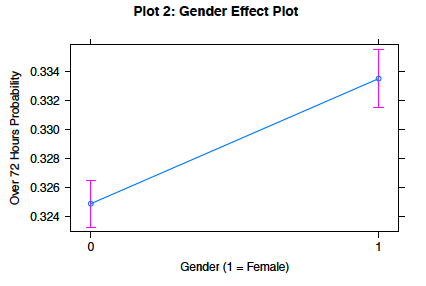 Plot 2: Gender Effect Plot
Over 72 Hours Probability
0.334
0.332
0.330
0.328
0.326
0.324
0 1
Gender (1 = Female)